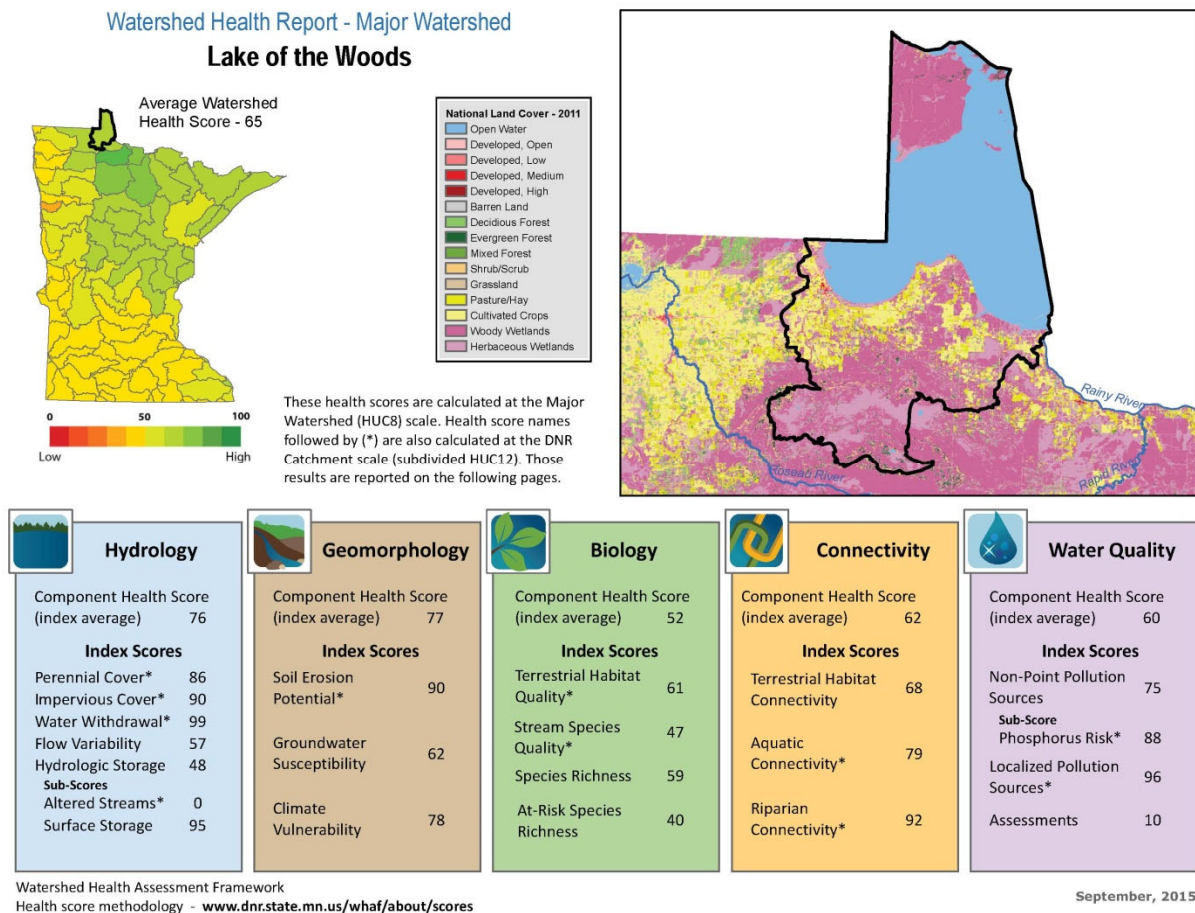 Watershed Health Report - Major Watershed
Lake of the Woods
Average Watershed
Health Score - 65
0 50 100
Low High
National Land Cover - 2011
Open Water
Developed, Open
Developed, Low
Developed, Medium
Developed, High
Barren Land
Decidious Forest
Evergreen Forest
Mixed Forest
Shrub/Scrub
Grassland
Pasture/Hay
Cultivated Crops
Woody Wetlands
Herbaceous Wetlands
These health scores are calculated at the Major
Watershed (HUC8) scale. Health score names
followed by (*) are also calculated at the DNR
Catchment scale (subdivided HUC12). Those
results are reported on the following pages.
Rainy River
Roseau River
Rapid River
Hydrology
Component Health Score
(index average) 76
Index Scores
Perennial Cover* 86
Impervious Cover* 90
Water Withdrawal* 99
Flow Variability 57
Hydrologic Storage 48
Sub-Scores
Altered Streams* 0
Surface Storage 95
Geomorphology
Component Health Score
(index average) 77
Index Scores
Soil Erosion
Potential* 90
Groundwater
Susceptibility 62
Climate
Vulnerability 78
Biology
Component Health Score
(index average) 52
Index Scores
Terrestrial Habitat
Quality* 61
Stream Species
Quality* 47
Species Richness 59
At-Risk Species
Richness 40
Connectivity
Component Health Score
(index average) 62
Index Scores
Terrestrial Habitat
Connectivity 68
Aquatic
Connectivity* 79
Riparian
Connectivity* 92
Water Quality
Component Health Score
(index average) 60
Index Scores
Non-Point Pollution
Sources 75
Sub-Score
Phosphorus Risk* 88
Localized Pollution
Sources* 96
Assessments 10
Watershed Health Assessment Framework
Health score methodology - www.dnr.state.mn.us/whaf/about/scores
September, 2015